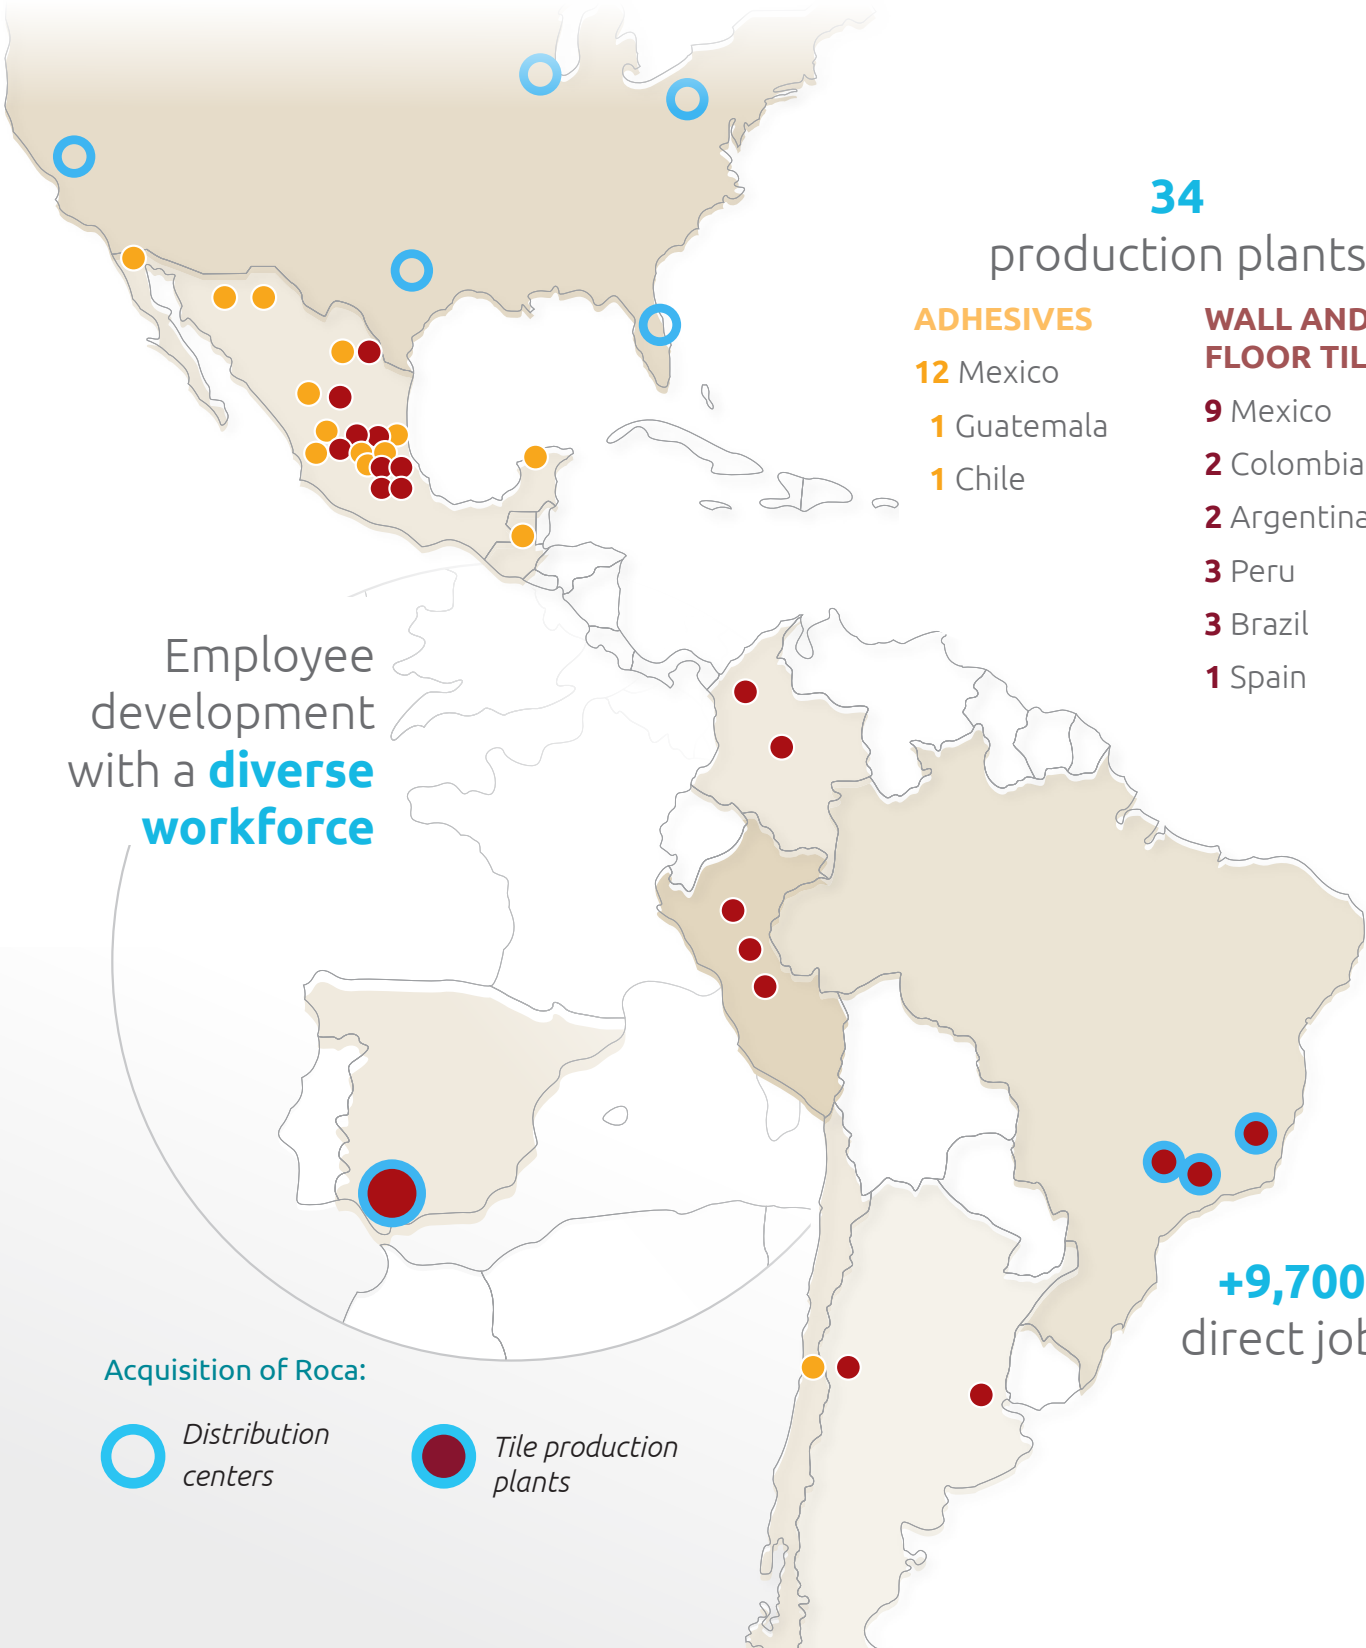 34
production plants
ADHESIVES
12 Mexico
1 Guatemala
1 Chile
WALL AND
FLOOR TIL
9 Mexico
2 Colombia
2 Argentina
3 Peru
3 Brazil
1 Spain
Employee
development
with a diverse
workforce
+9,700
direct job
Acquisition of Roca:
Distribution
centers
Tile production
plants